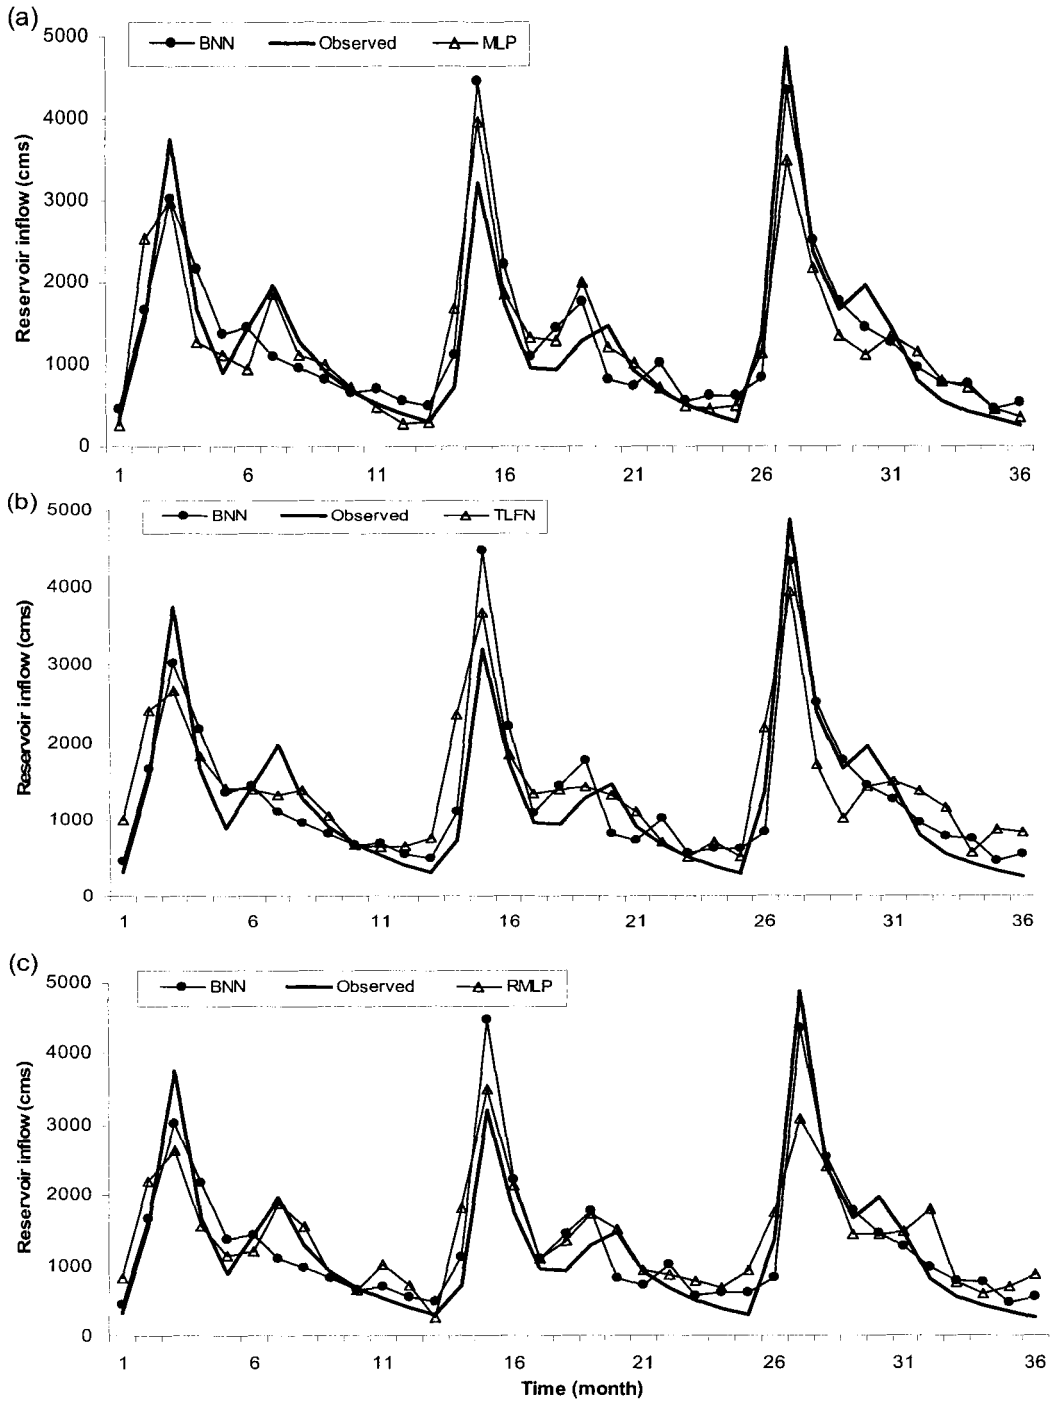 (a)
BNN Observed MLP
5000
4000
3000
2000
1000
0
Reservoir inflow (cms)
1 6 11 16 21 26 31 36
(b)
BNN Observed TLFN
5000
4000
3000
2000
1000
0
Reservoir inflow (cms)
1 6 11 16 21 26 31 36
(c)
BNN Observed RMLP
5000
4000
3000
2000
1000
0
Reservoir inflow (cms)
1 6 11 16 21 26 31 36
Time (month)